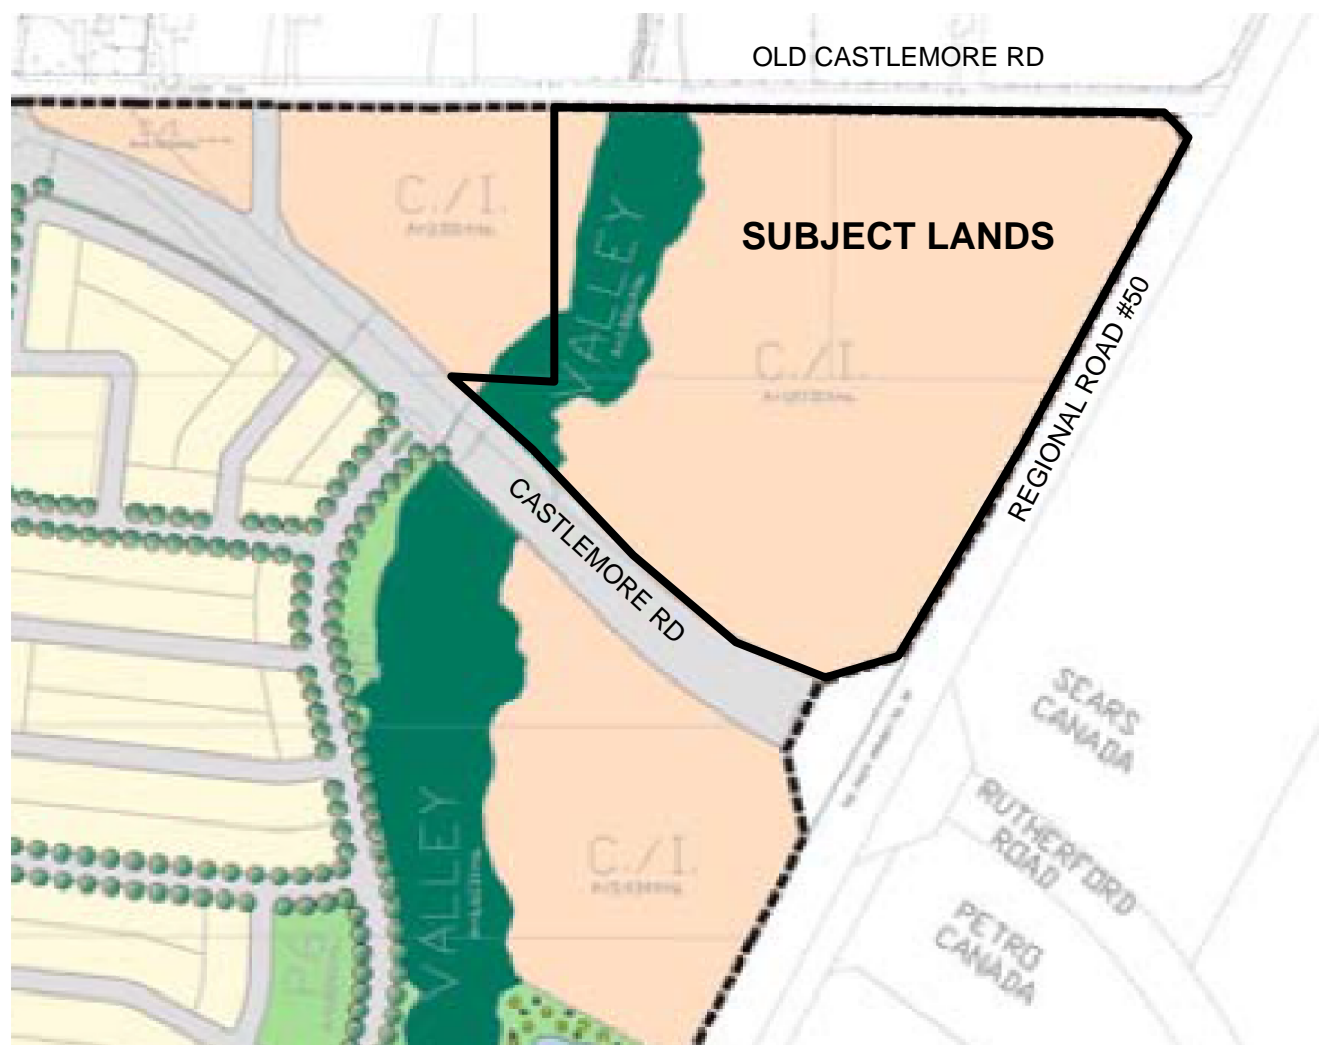 OLD CASTLEMORE RD
C./I.
VALLEY
SUBJECT LANDS
C./I.
REGIONAL ROAD #50
CASTLEMORE RD
SEARS
CANADA
RUTHERFORD
ROAD
C./I.
VALLEY
PETRO
CANADA